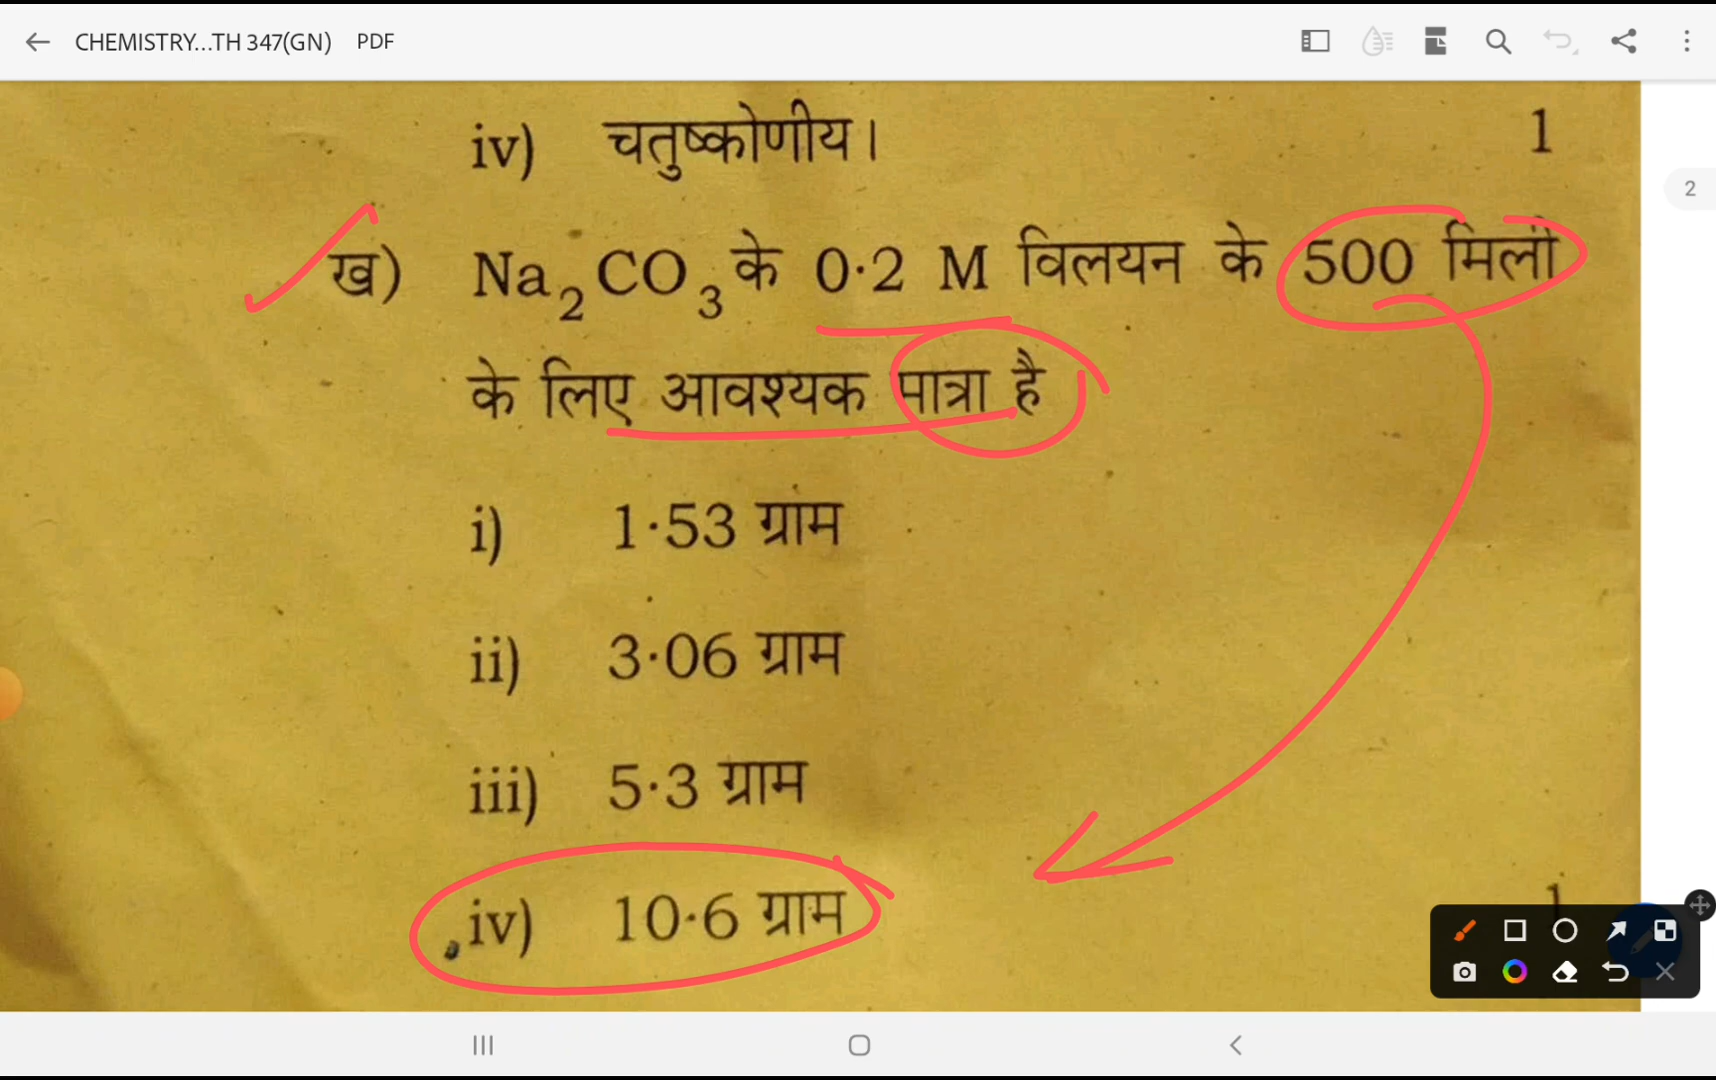 CHEMISTRY...TH 347(GN) PDF
2
iv) चतुष्कोणीय। 1
ख) Na2CO3 के 0·2 M विलयन के 500 मिली
के लिए आवश्यक मात्रा है
i) 1·53 ग्राम
ii) 3·06 ग्राम
iii) 5·3 ग्राम
iv) 10·6 ग्राम 1